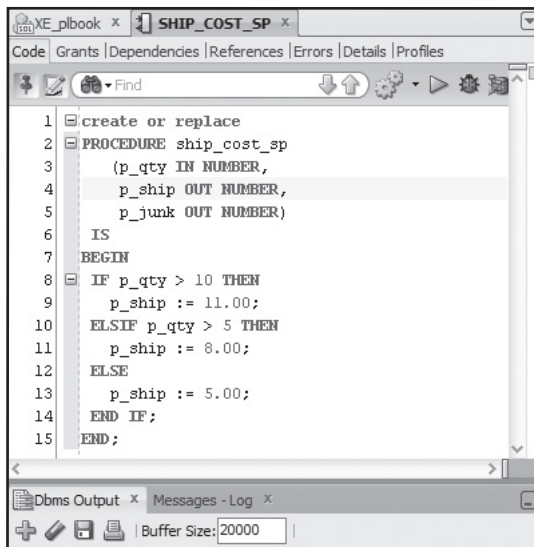 XE_plbook x SHIP_COST_SP x
Code Grants | Dependencies | References | Errors | Details | Profiles
Find
1 create or replace
2 PROCEDURE ship_cost_sp
3 (p_qty IN NUMBER,
4 p_ship OUT NUMBER,
5 p_junk OUT NUMBER)
6 IS
7 BEGIN
8 IF p_qty > 10 THEN
9 p_ship := 11.00;
10 ELSIF p_qty > 5 THEN
11 p_ship := 8.00;
12 ELSE
13 p_ship := 5.00;
14 END IF;
15 END;
Dbms Output x Messages - Log x
Buffer Size: 20000